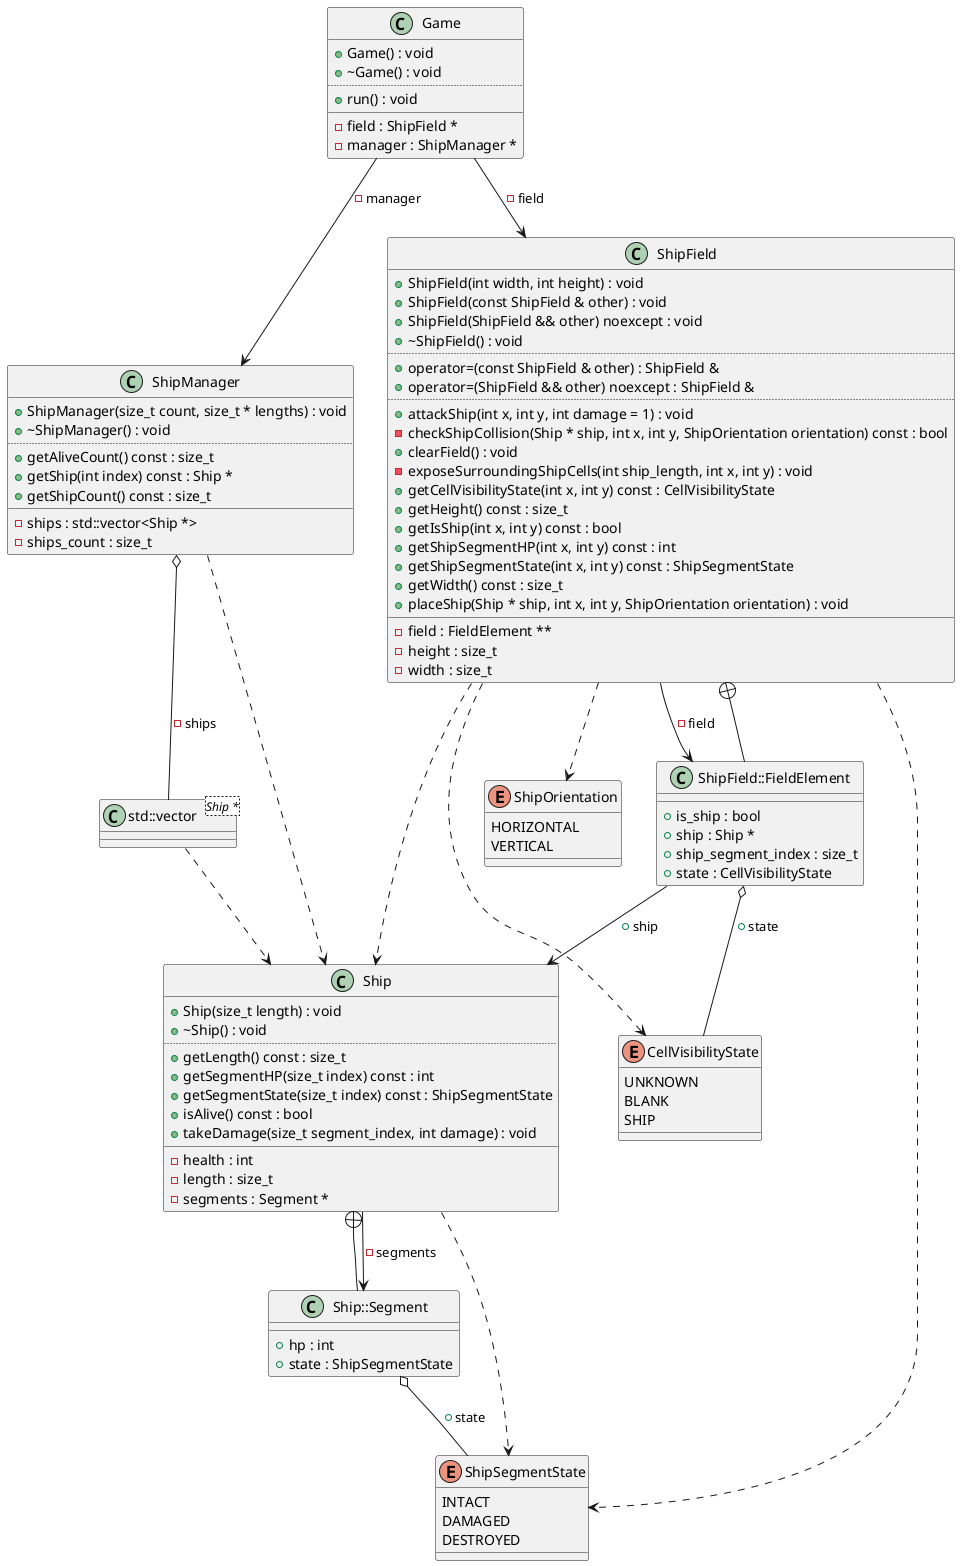 C Game
Game() : void
~Game() : void
run() : void
field : ShipField *
manager : ShipManager *
manager
field
C ShipField
ShipField(int width, int height) : void
ShipField(const ShipField & other) : void
ShipField(ShipField && other) noexcept : void
~ShipField() : void
operator=(const ShipField & other) : ShipField &
operator=(ShipField && other) noexcept : ShipField &
attackShip(int x, int y, int damage = 1) : void
checkShipCollision(Ship * ship, int x, int y, ShipOrientation orientation) const : bool
clearField() : void
exposeSurroundingShipCells(int ship_length, int x, int y) : void
getCellVisibilityState(int x, int y) const : CellVisibilityState
getHeight() const : size_t
getIsShip(int x, int y) const : bool
getShipSegmentHP(int x, int y) const : int
getShipSegmentState(int x, int y) const : ShipSegmentState
getWidth() const : size_t
placeShip(Ship * ship, int x, int y, ShipOrientation orientation) : void
field : FieldElement **
height : size_t
width : size_t
C ShipManager
ShipManager(size_t count, size_t * lengths) : void
~ShipManager() : void
getAliveCount() const : size_t
getShip(int index) const : Ship *
getShipCount() const : size_t
ships : std::vector<Ship *>
ships_count : size_t
ships
field
C std::vector
Ship *
E ShipOrientation
HORIZONTAL
VERTICAL
C ShipField::FieldElement
is_ship : bool
ship : Ship *
ship_segment_index : size_t
state : CellVisibilityState
ship
state
C Ship
Ship(size_t length) : void
~Ship() : void
getLength() const : size_t
getSegmentHP(size_t index) const : int
getSegmentState(size_t index) const : ShipSegmentState
isAlive() const : bool
takeDamage(size_t segment_index, int damage) : void
health : int
length : size_t
segments : Segment *
E CellVisibilityState
UNKNOWN
BLANK
SHIP
segments
C Ship::Segment
hp : int
state : ShipSegmentState
state
E ShipSegmentState
INTACT
DAMAGED
DESTROYED